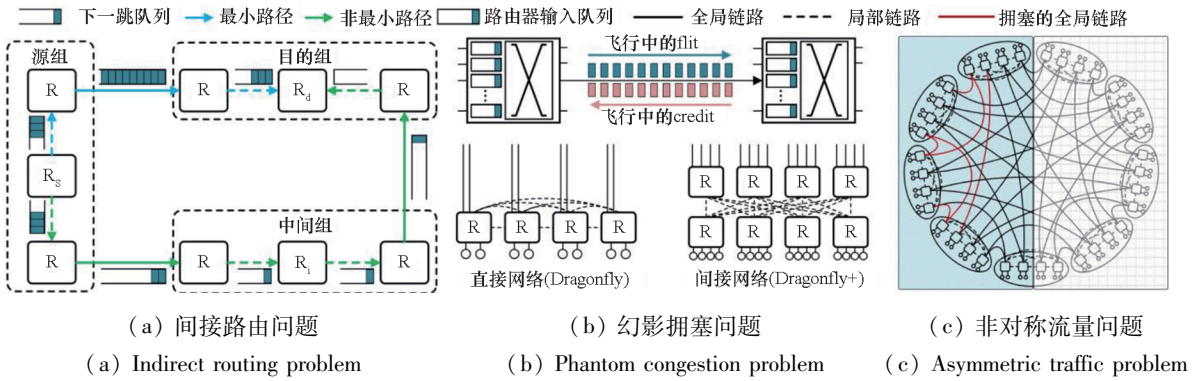 下一跳队列 最小路径 非最小路径 路由器输入队列 全局链路 局部链路 拥塞的全局链路
源组
目的组
R
R
R_d
R
R_S
中间组
R
R
R_i
R
飞行中的flit
飞行中的credit
R R R R
直接网络(Dragonfly)
R R R R
R R R R
间接网络(Dragonfly+)
(a) 间接路由问题
(b) 幻影拥塞问题
(c) 非对称流量问题
(a) Indirect routing problem
(b) Phantom congestion problem
(c) Asymmetric traffic problem